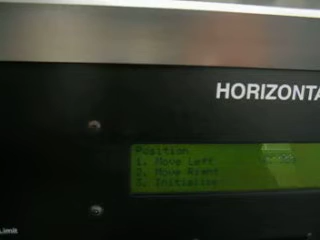 HORIZONTA
Position
1. Move Left
2. Move Right
3. Initialize
Limit